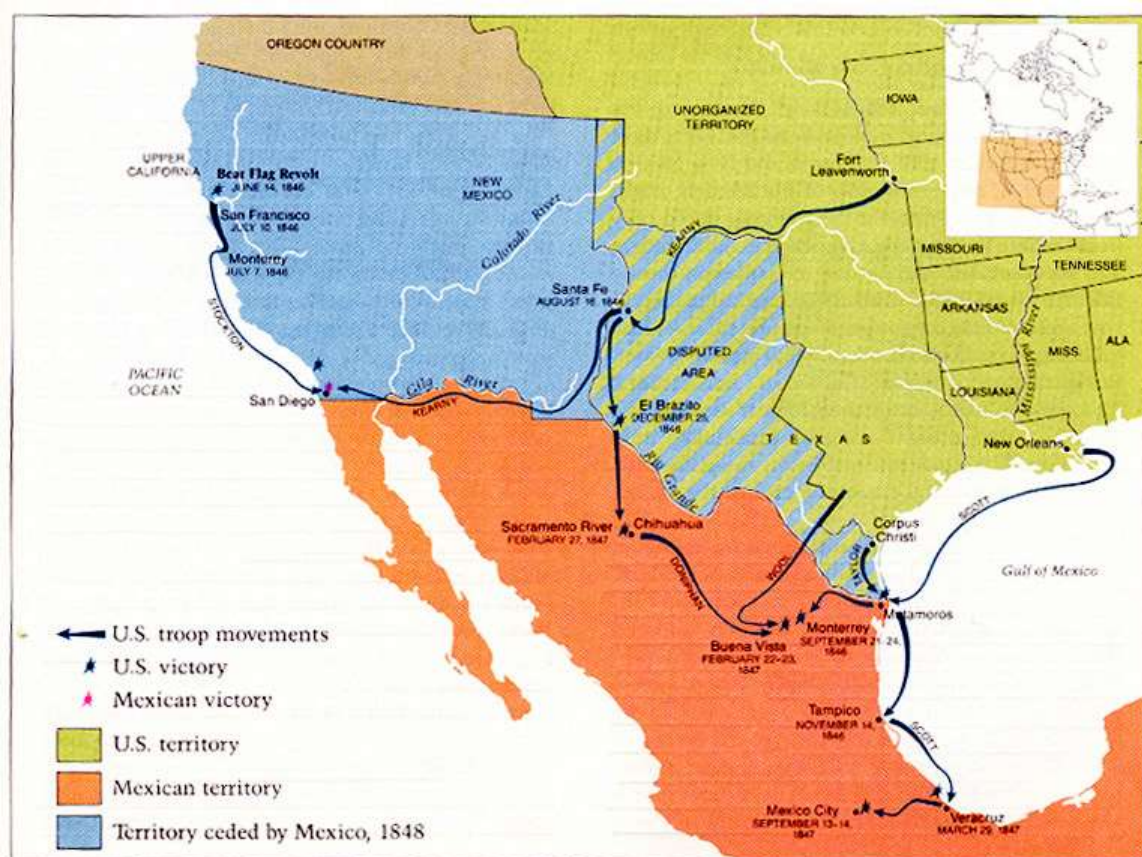 OREGON COUNTRY
UNORGANIZED
TERRITORY
IOWA
UPPER
CALIFORNIA
Bear Flag Revolt
JUNE 14, 1846
NEW
MEXICO
Fort
Leavenworth
San Francisco
JULY 10, 1846
Colorado River
KEARNY
MISSOURI
Monterey
JULY 7, 1846
TENNESSEE
Santa Fe
AUGUST 16, 1846
STOCKTON
ARKANSAS
Mississippi River
MISS.
ALA.
DISPUTED
AREA
PACIFIC
OCEAN
Gila River
LOUISIANA
San Diego
KEARNY
El Brazito
DECEMBER 25,
1846
TEXAS
New Orleans
Rio Grande
SCOTT
Sacramento River
FEBRUARY 27, 1847
Chihuahua
Corpus
Christi
DONIPHAN
WOOL
TAYLOR
Gulf of Mexico
Matamoros
Monterrey
SEPTEMBER 21-24,
1846
Buena Vista
FEBRUARY 22–23,
1847
Tampico
NOVEMBER 14,
1846
SCOTT
Mexico City
SEPTEMBER 13–14,
1847
Veracruz
MARCH 29, 1847
U.S. troop movements
U.S. victory
Mexican victory
U.S. territory
Mexican territory
Territory ceded by Mexico, 1848